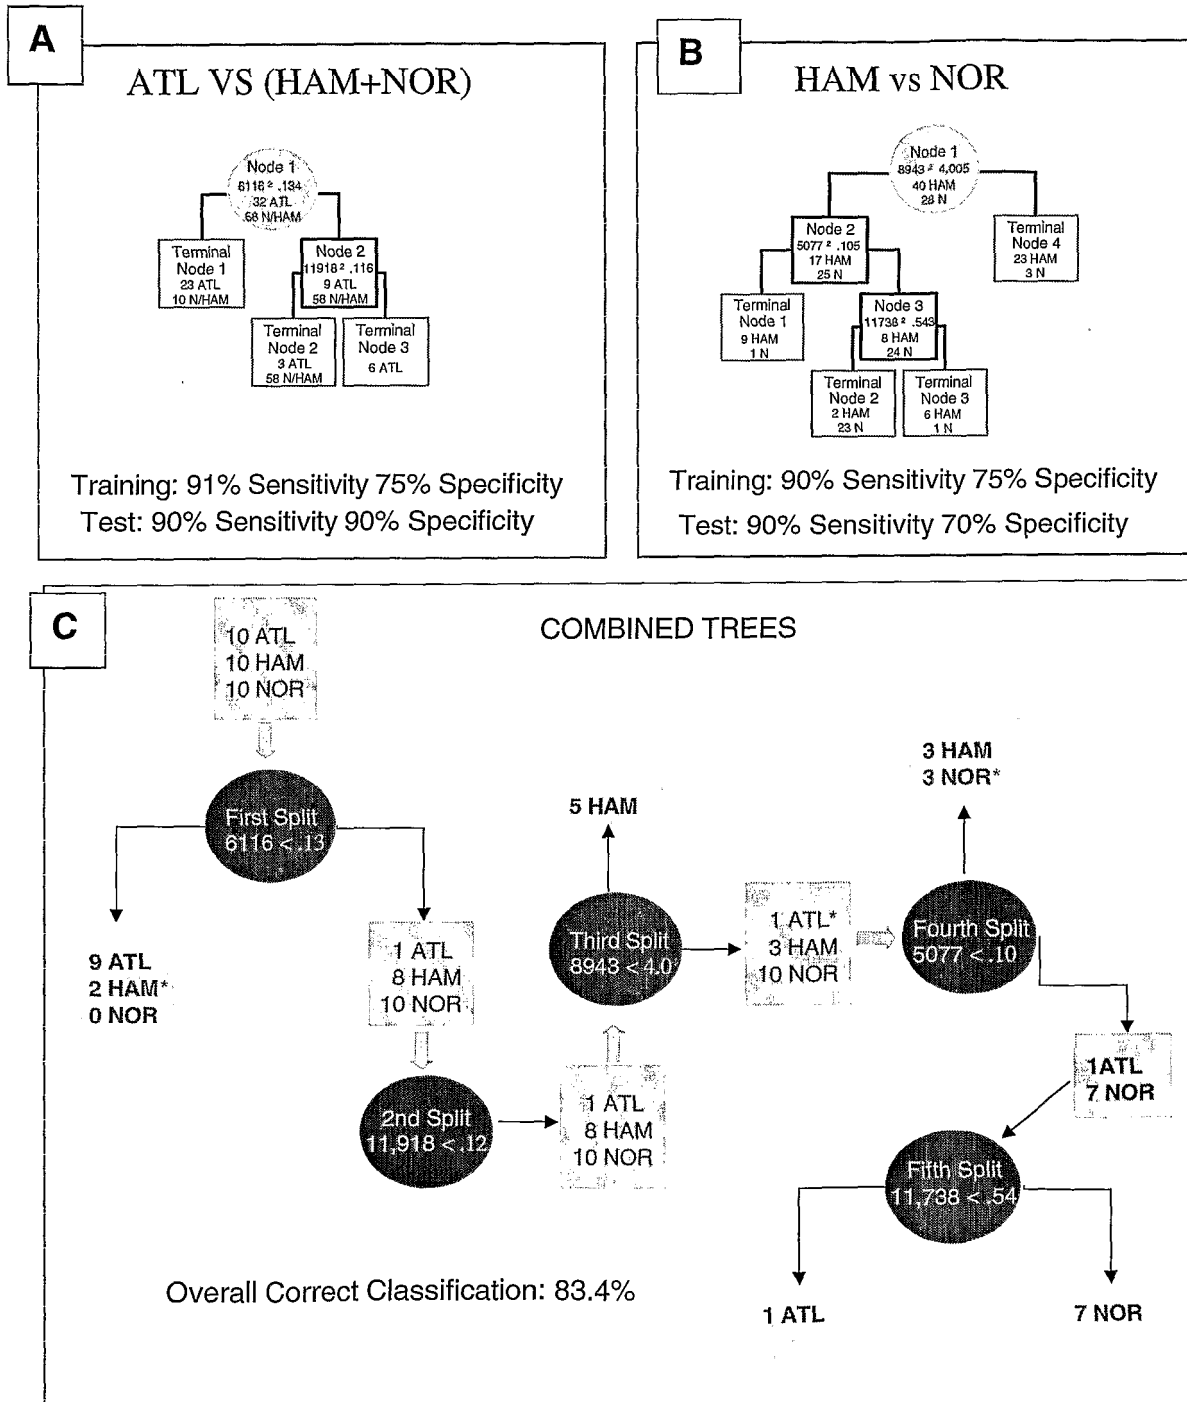 A
ATL VS (HAM+NOR)
Node 1
6116 ² .134
32 ATL
68 N/HAM
Terminal
Node 1
23 ATL
10 N/HAM
Node 2
11918 ² .116
9 ATL
58 N/HAM
Terminal
Node 2
3 ATL
58 N/HAM
Terminal
Node 3
6 ATL
Training: 91% Sensitivity 75% Specificity
Test: 90% Sensitivity 90% Specificity
B
HAM vs NOR
Node 1
8943 ² 4,005
40 HAM
28 N
Node 2
5077 ² .105
17 HAM
25 N
Terminal
Node 4
23 HAM
3 N
Terminal
Node 1
9 HAM
1 N
Node 3
11738 ² .543
8 HAM
24 N
Terminal
Node 2
2 HAM
23 N
Terminal
Node 3
6 HAM
1 N
Training: 90% Sensitivity 75% Specificity
Test: 90% Sensitivity 70% Specificity
C
COMBINED TREES
10 ATL
10 HAM
10 NOR
First Split
6116 < .13
9 ATL
2 HAM*
0 NOR
1 ATL
8 HAM
10 NOR
2nd Split
11,918 < .12
1 ATL
8 HAM
10 NOR
Third Split
8943 < 4.0
5 HAM
1 ATL*
3 HAM
10 NOR
Fourth Split
5077 < .10
3 HAM
3 NOR*
1ATL
7 NOR
Fifth Split
11,738 < .54
1 ATL
7 NOR
Overall Correct Classification: 83.4%